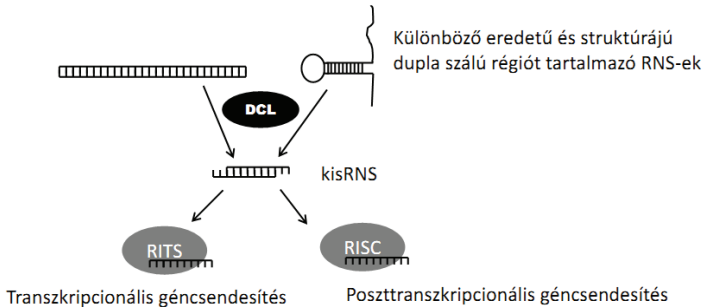 Különböző eredetű és struktúrájú
dupla szálú régiót tartalmazó RNS-ek
DCL
kisRNS
RITS
RISC
Transzkripcionális géncsendesítés
Poszttranszkripcionális géncsendesítés